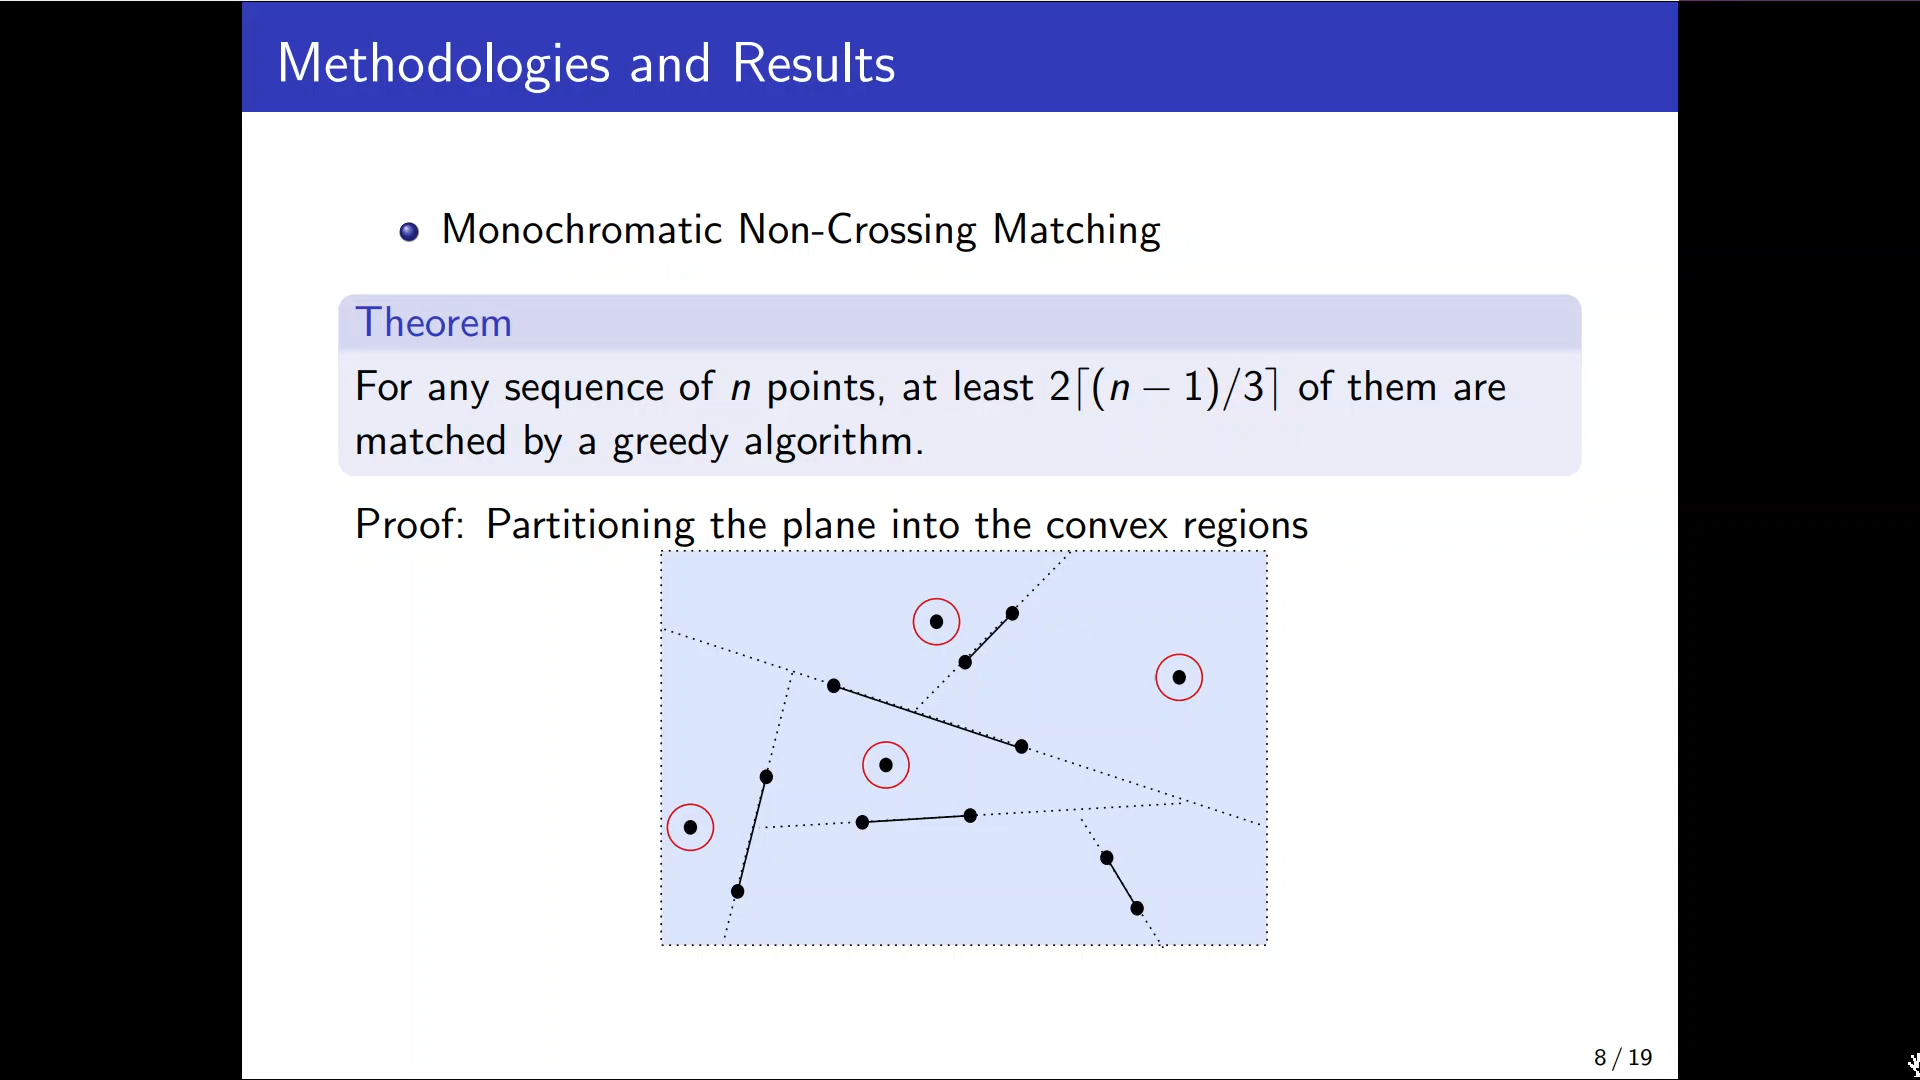 Methodologies and Results
Monochromatic Non-Crossing Matching
Theorem
For any sequence of n points, at least 2⌈(n − 1)/3⌉ of them are
matched by a greedy algorithm.
Proof: Partitioning the plane into the convex regions
8 / 19